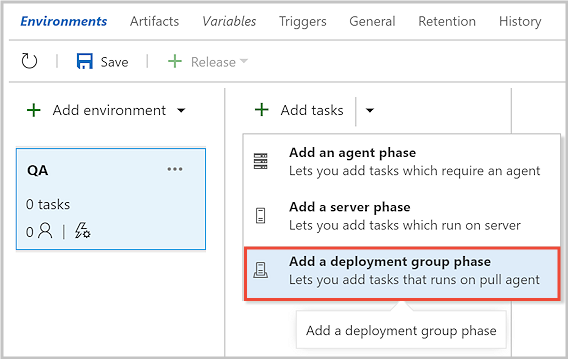 Environments Artifacts Variables Triggers General Retention History
Save + Release
+ Add environment
+ Add tasks
QA ...
0 tasks
0
Add an agent phase
Lets you add tasks which require an agent
Add a server phase
Lets you add tasks which run on server
Add a deployment group phase
Lets you add tasks that runs on pull agent
Add a deployment group phase